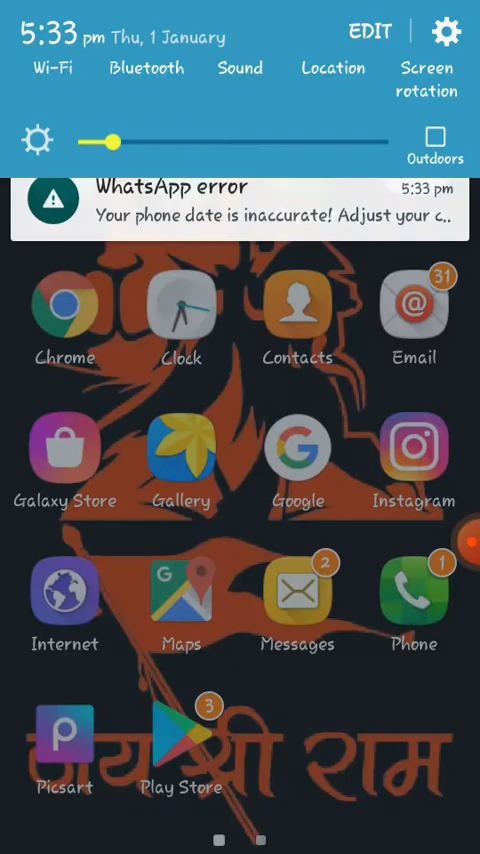 5:33 pm Thu, 1 January EDIT
Wi-Fi Bluetooth Sound Location Screen rotation
Outdoors
WhatsApp error 5:33 pm
Your phone date is inaccurate! Adjust your c..
31
Chrome Clock Contacts Email
Galaxy Store Gallery Google Instagram
2 1
Internet Maps Messages Phone
3
Picsart Play Store
जय श्री राम